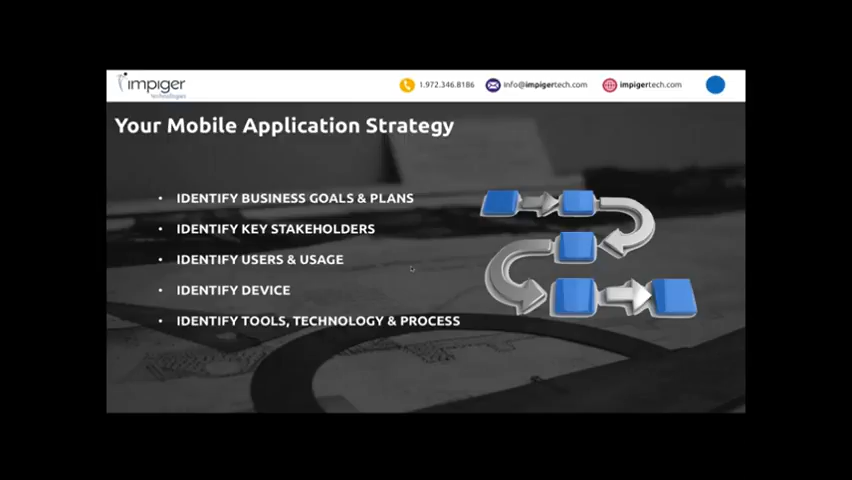 impiger
technologies
1.972.346.8186
info@impigertech.com
impigertech.com
Your Mobile Application Strategy
• IDENTIFY BUSINESS GOALS & PLANS
• IDENTIFY KEY STAKEHOLDERS
• IDENTIFY USERS & USAGE
• IDENTIFY DEVICE
• IDENTIFY TOOLS, TECHNOLOGY & PROCESS